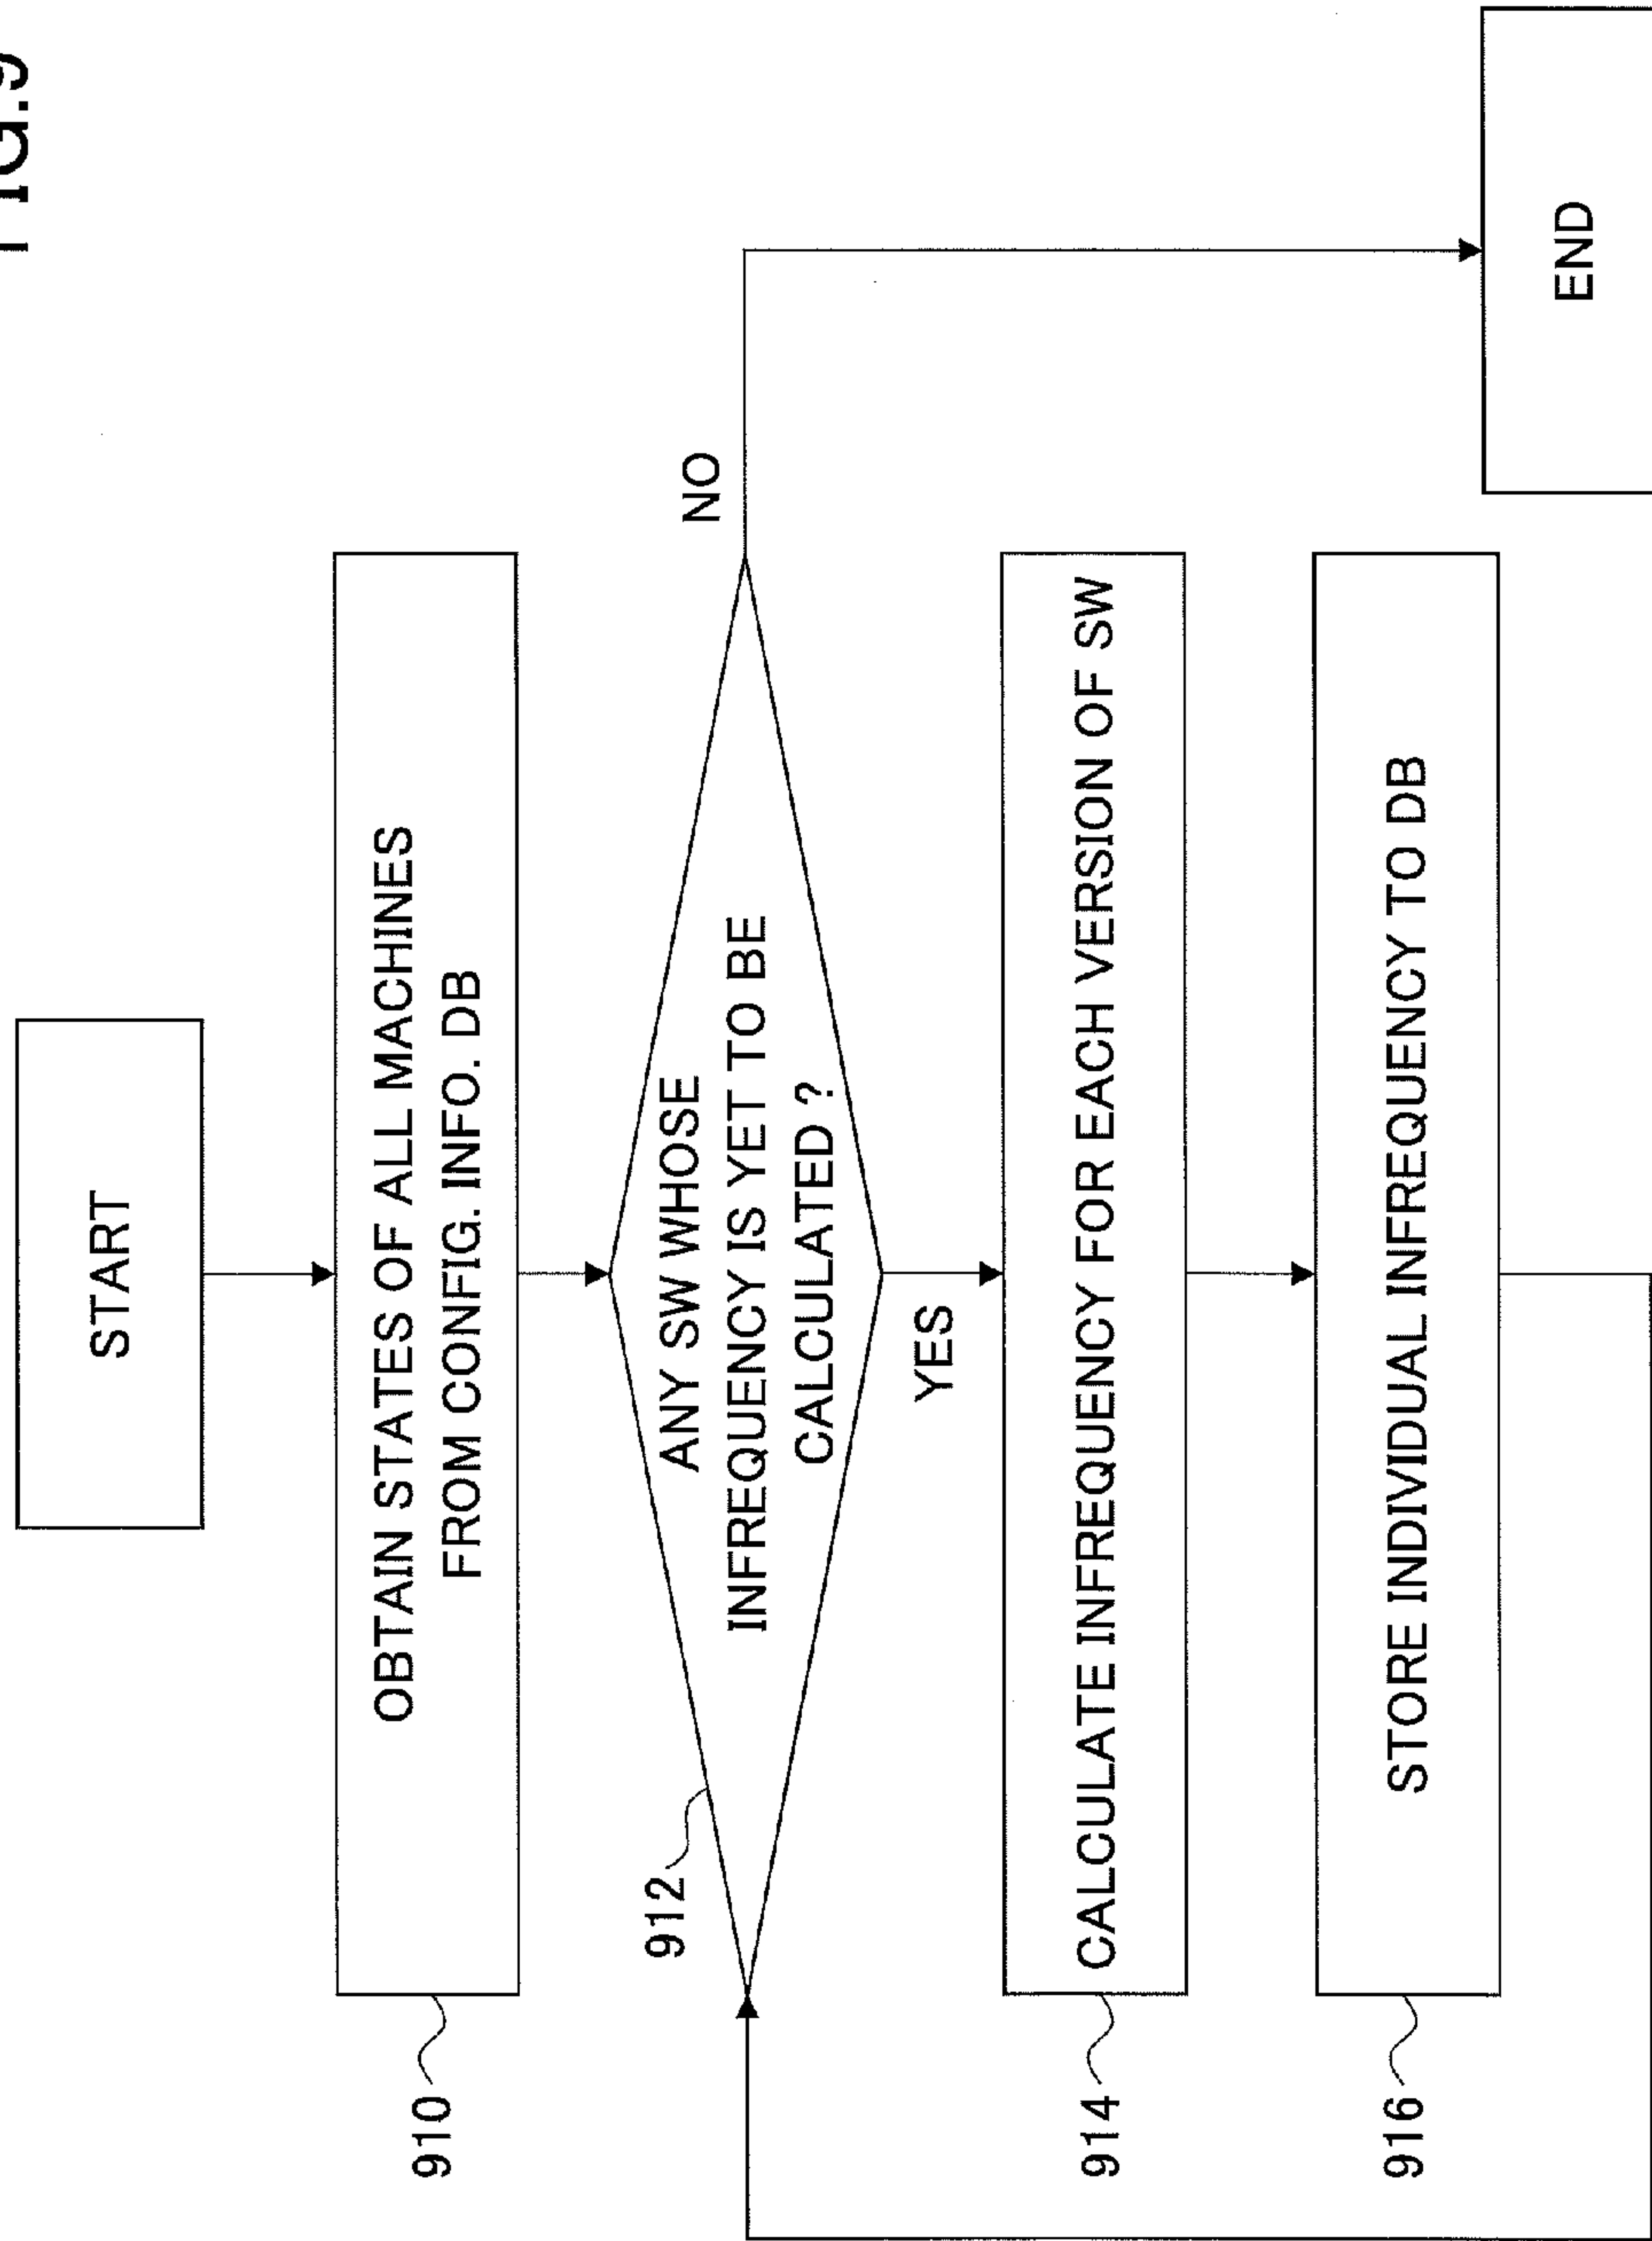 FIG.9
START
910
OBTAIN STATES OF ALL MACHINES
FROM CONFIG. INFO. DB
912
ANY SW WHOSE
INFREQUENCY IS YET TO BE
CALCULATED ?
NO
YES
914
CALCULATE INFREQUENCY FOR EACH VERSION OF SW
916
STORE INDIVIDUAL INFREQUENCY TO DB
END